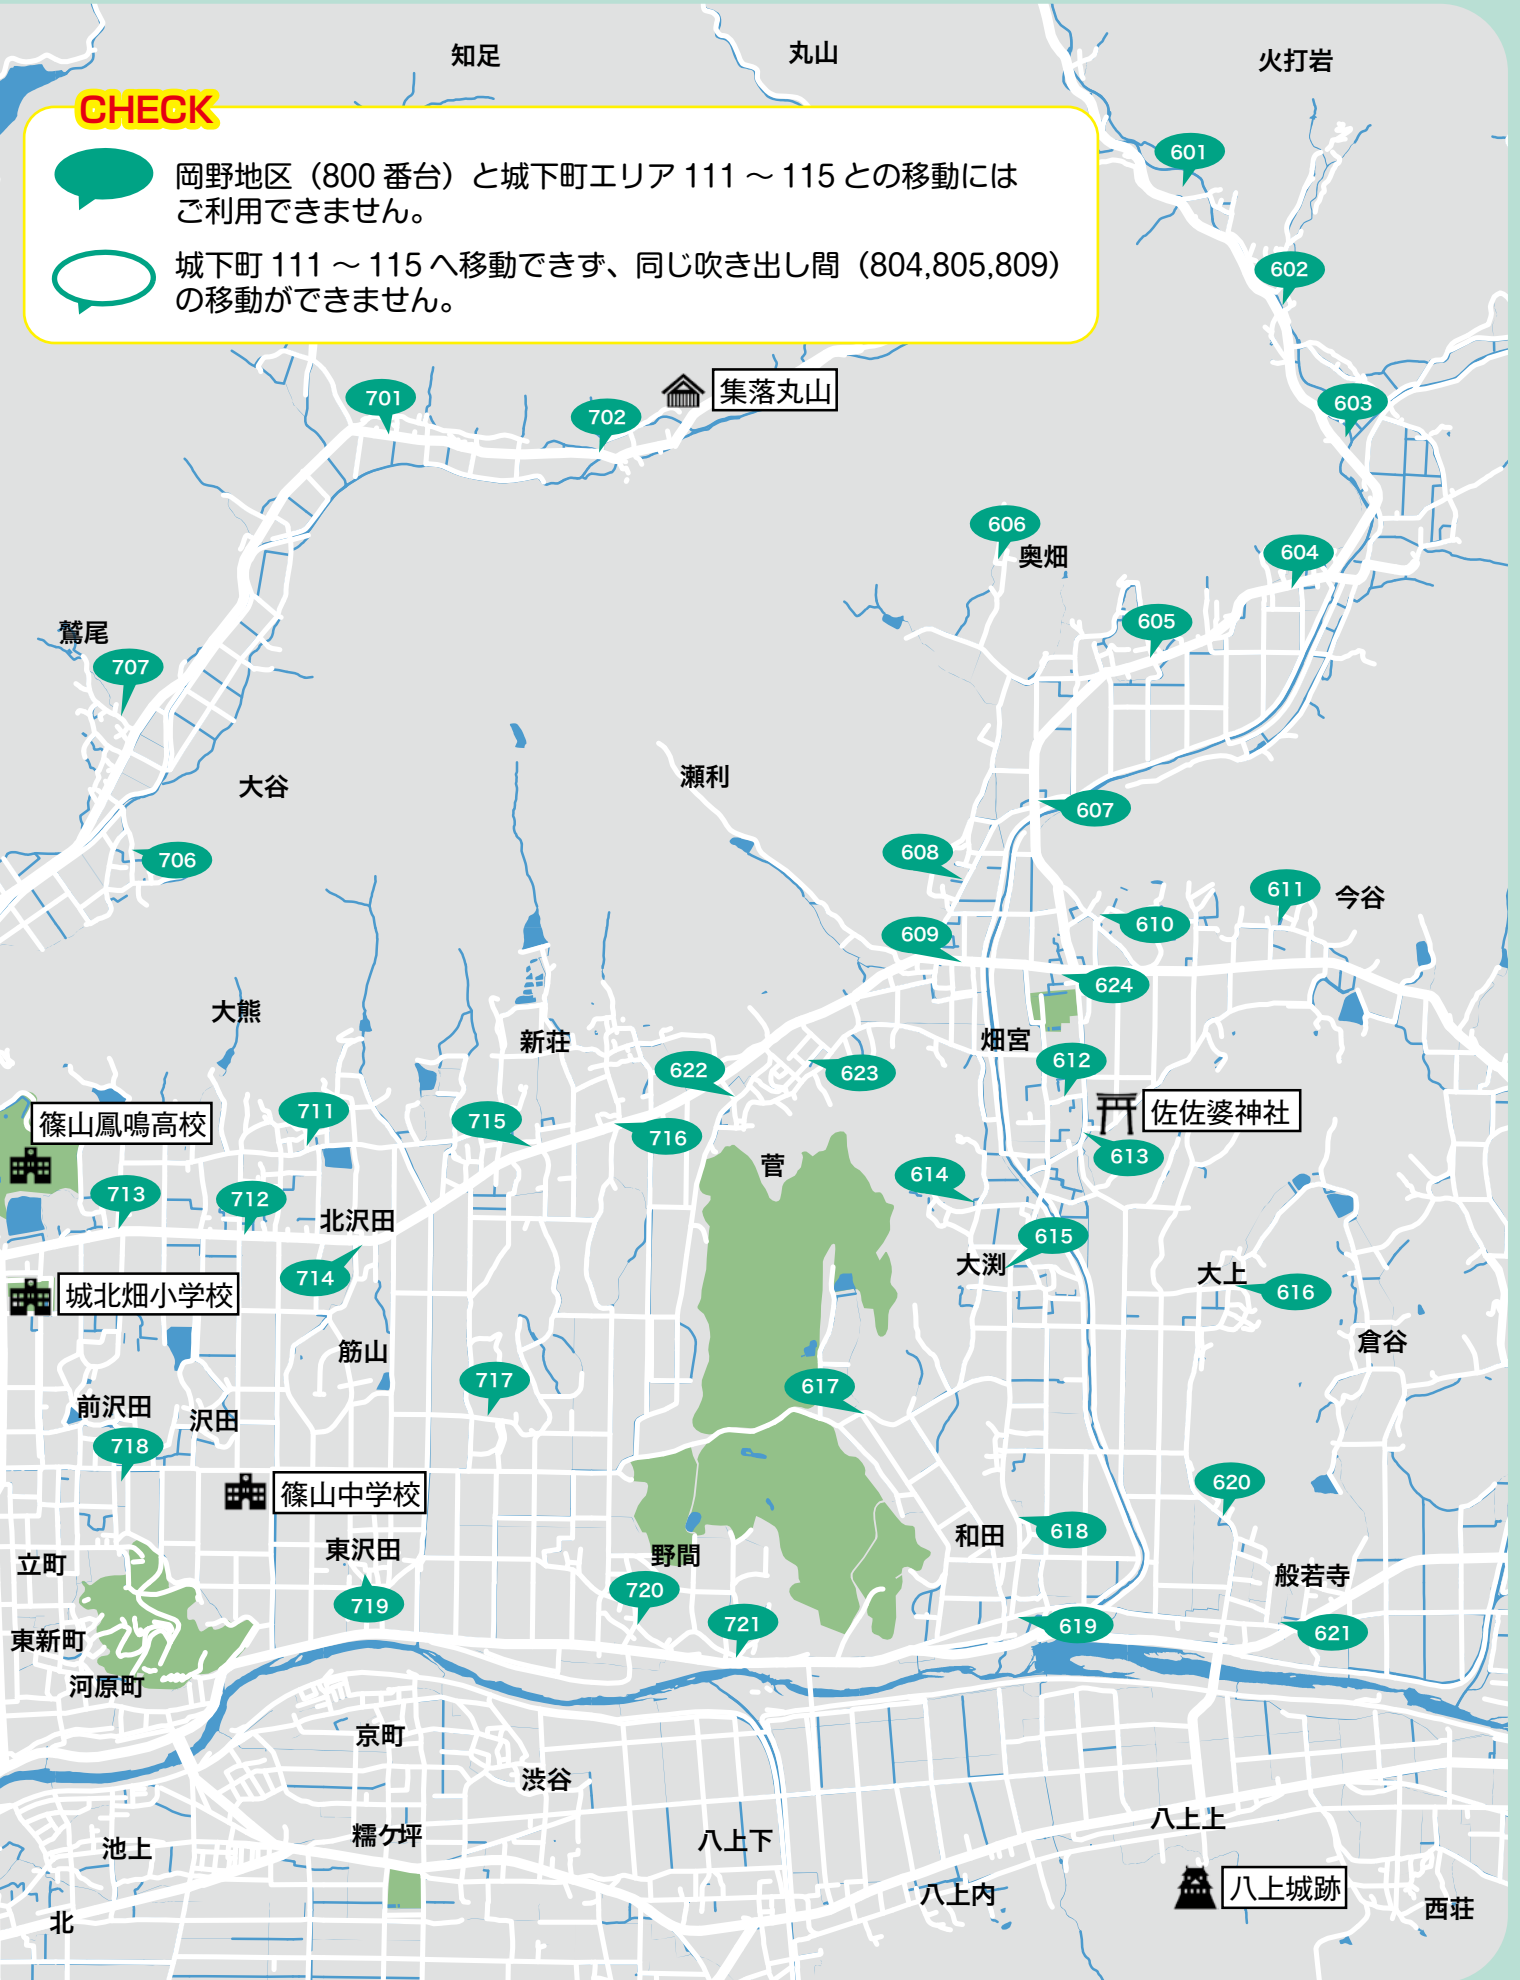 知足
丸山
火打岩
CHECK
岡野地区（800 番台）と城下町エリア 111 ～ 115 との移動には
ご利用できません。
城下町 111 ～ 115 へ移動できず、同じ吹き出し間（804,805,809）
の移動ができません。
601
602
集落丸山
701
702
603
606
奥畑
604
605
鷲尾
707
大谷
瀬利
607
706
608
611
今谷
609
610
624
大熊
新荘
畑宮
622
623
612
篠山鳳鳴高校
711
715
716
佐佐婆神社
613
菅
614
713
712
北沢田
714
615
大渕
大上
616
城北畑小学校
筋山
倉谷
717
617
前沢田
沢田
718
篠山中学校
620
和田
618
立町
東沢田
野間
般若寺
719
720
721
619
621
東新町
河原町
京町
渋谷
池上
糯ケ坪
八上下
八上上
八上内
八上城跡
西荘
北